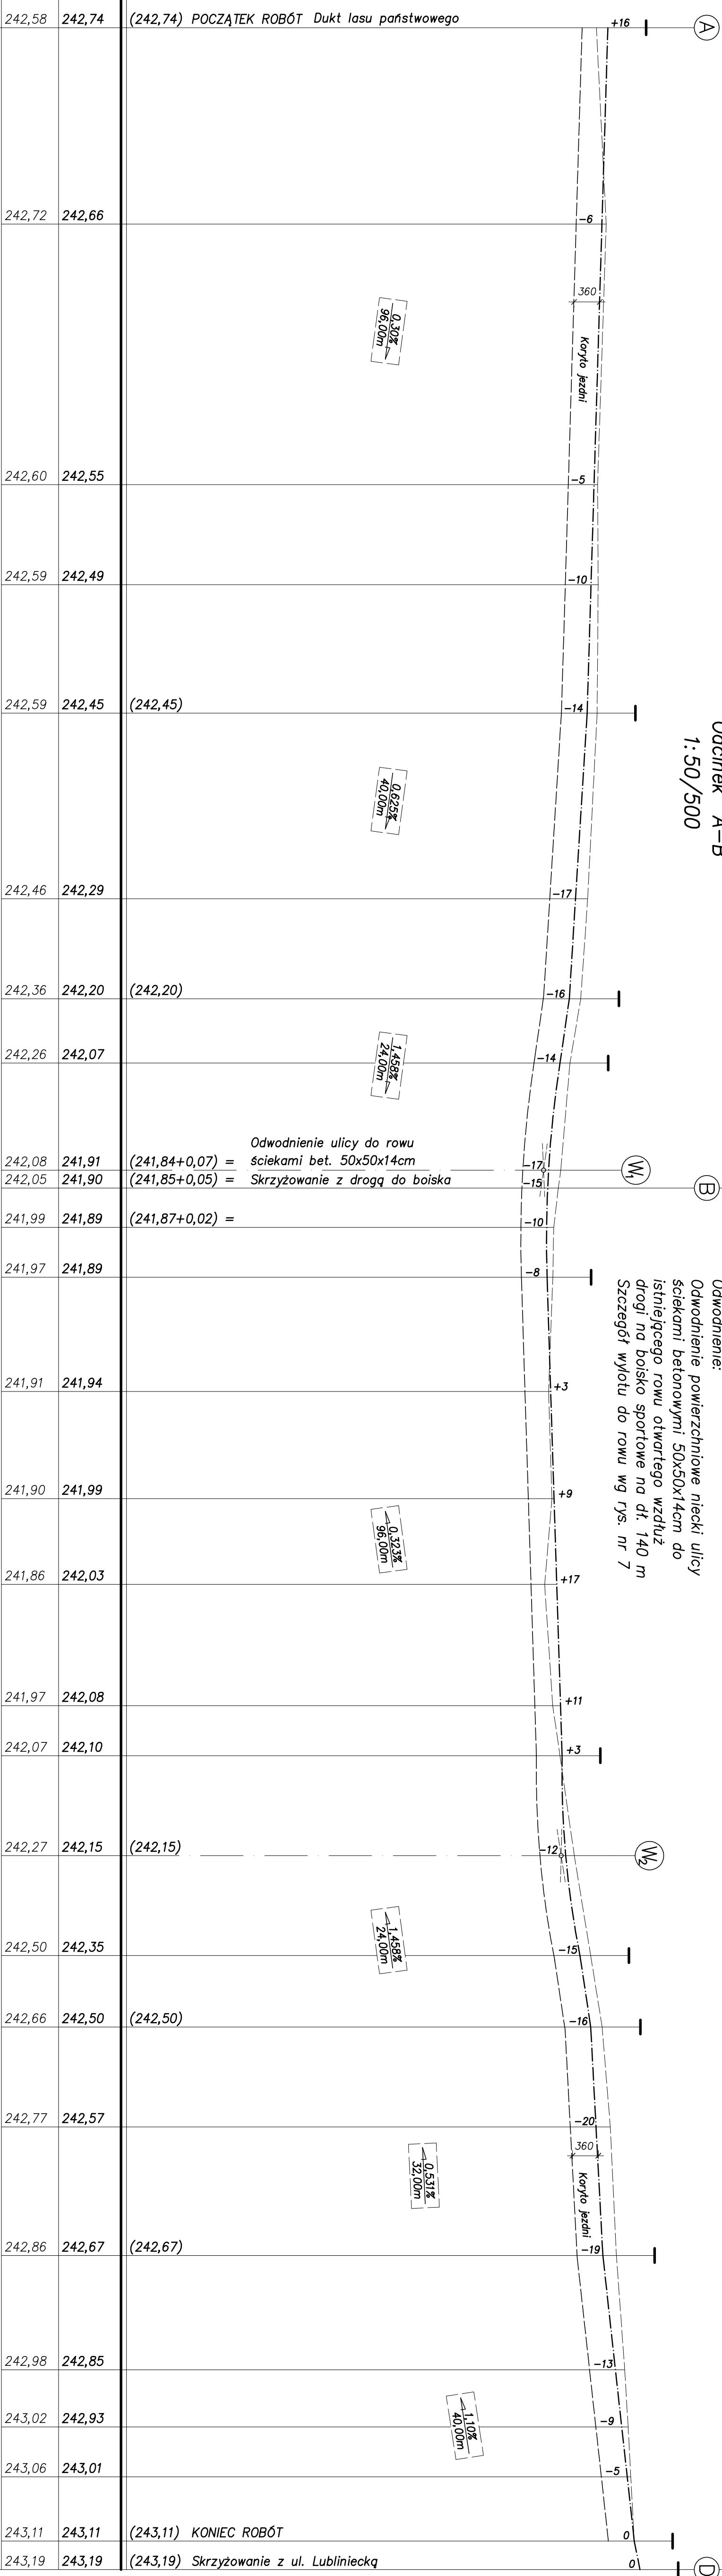 242,58 242,74 (242,74) POCZĄTEK ROBÓT Dukt lasu państwowego +16 A
242,72 242,66 -6
360
Koryto jezdni
0,30%
96,00m
242,60 242,55 -5
242,59 242,49 -10
242,59 242,45 (242,45) -14
Odcinek A-B
1:50/500
0,625%
40,00m
242,46 242,29 -17
242,36 242,20 (242,20) -16
242,26 242,07 -14
1,458%
24,00m
Odwodnienie ulicy do rowu
242,08 241,91 (241,84+0,07) = ściekami bet. 50x50x14cm -17 W1
242,05 241,90 (241,85+0,05) = Skrzyżowanie z drogą do boiska -15 B
241,99 241,89 (241,87+0,02) = -10
241,97 241,89 -8
Odwodnienie:
Odwodnienie powierzchniowe niecki ulicy
ściekami betonowymi 50x50x14cm do
istniejącego rowu otwartego wzdłuż
drogi na boisko sportowe na dł. 140 m
Szczegół wylotu do rowu wg rys. nr 7
241,91 241,94 +3
241,90 241,99 +9
0,323%
96,00m
241,86 242,03 +17
241,97 242,08 +11
242,07 242,10 +3
242,27 242,15 (242,15) -12 W2
1,458%
24,00m
242,50 242,35 -15
242,66 242,50 (242,50) -16
242,77 242,57 -20
360
Koryto jezdni
0,531%
32,00m
242,86 242,67 (242,67) -19
242,98 242,85 -13
1,10%
40,00m
243,02 242,93 -9
243,06 243,01 -5
243,11 243,11 (243,11) KONIEC ROBÓT 0
243,19 243,19 (243,19) Skrzyżowanie z ul. Lubliniecką 0 D